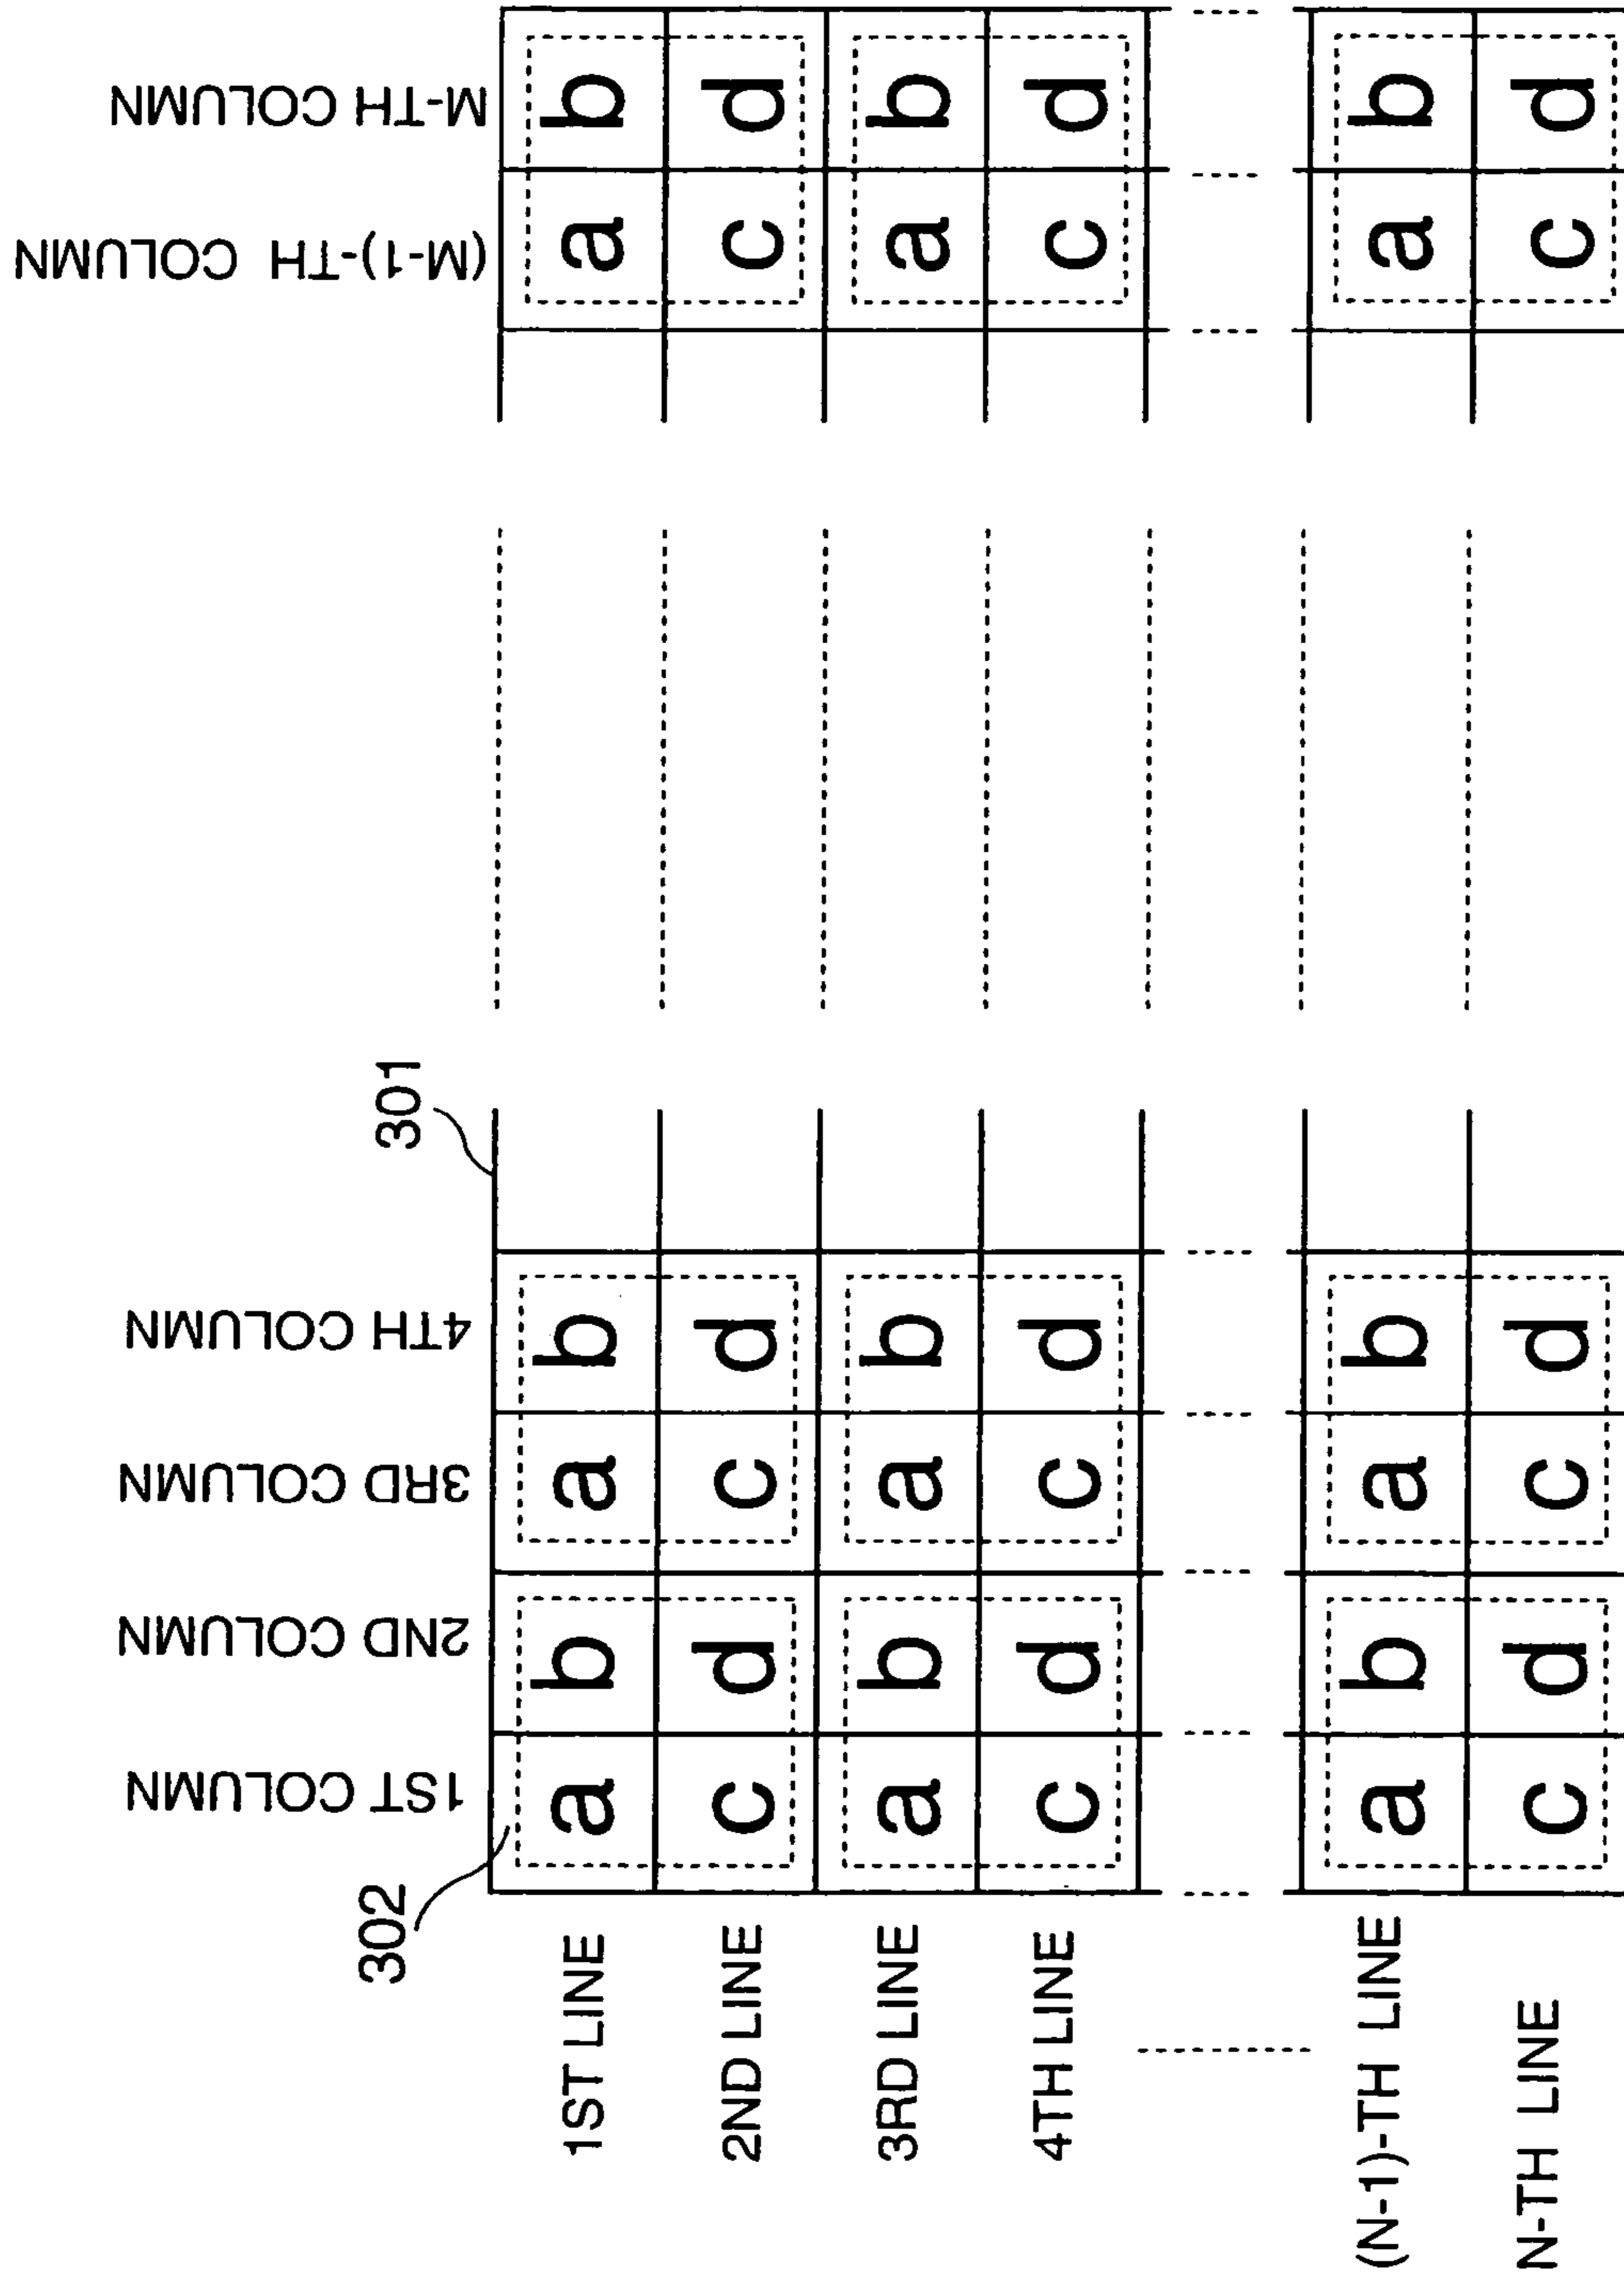 1ST COLUMN
2ND COLUMN
3RD COLUMN
4TH COLUMN
(M-1)-TH COLUMN
M-TH COLUMN
302
301
1ST LINE a b a b a b
2ND LINE c d c d c d
3RD LINE a b a b a b
4TH LINE c d c d c d
(N-1)-TH LINE a b a b a b
N-TH LINE c d c d c d